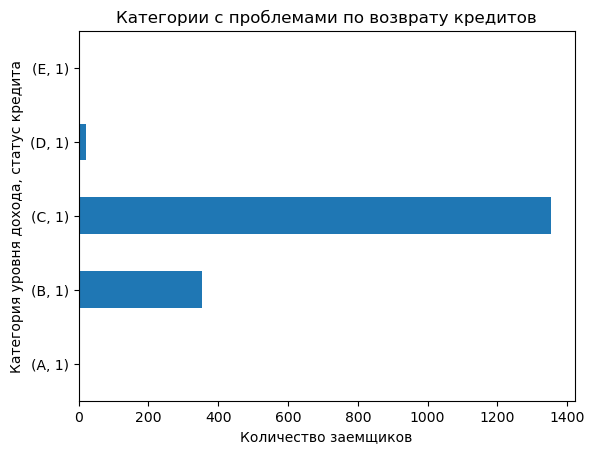 Категории с проблемами по возврату кредитов
Категория уровня дохода, статус кредита
(E, 1)
(D, 1)
(C, 1)
(B, 1)
(A, 1)
0 200 400 600 800 1000 1200 1400
Количество заемщиков